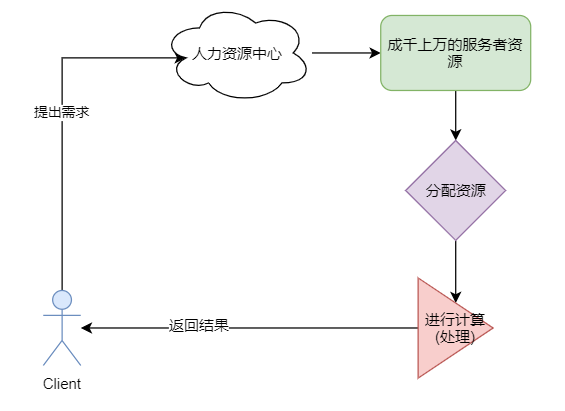 人力资源中心
成千上万的服务者资
源
提出需求
分配资源
进行计算
(处理)
返回结果
Client